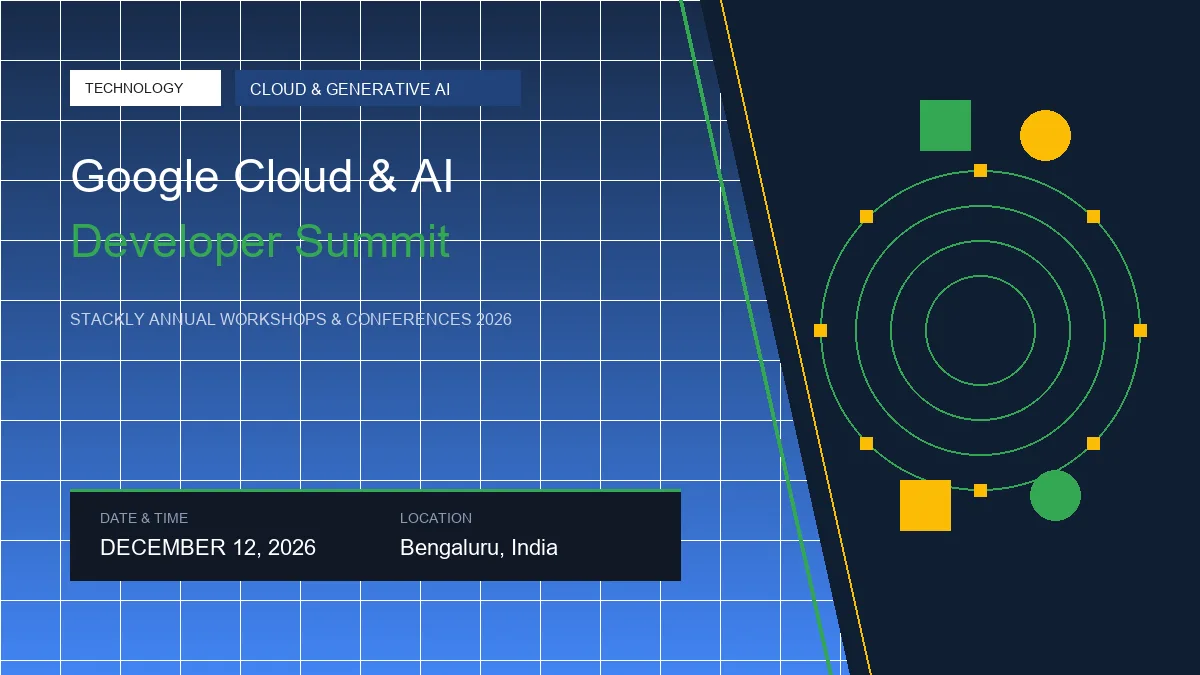 TECHNOLOGY
CLOUD & GENERATIVE AI
Google Cloud & AI
Developer Summit
STACKLY ANNUAL WORKSHOPS & CONFERENCES 2026
DATE & TIME
DECEMBER 12, 2026
LOCATION
Bengaluru, India